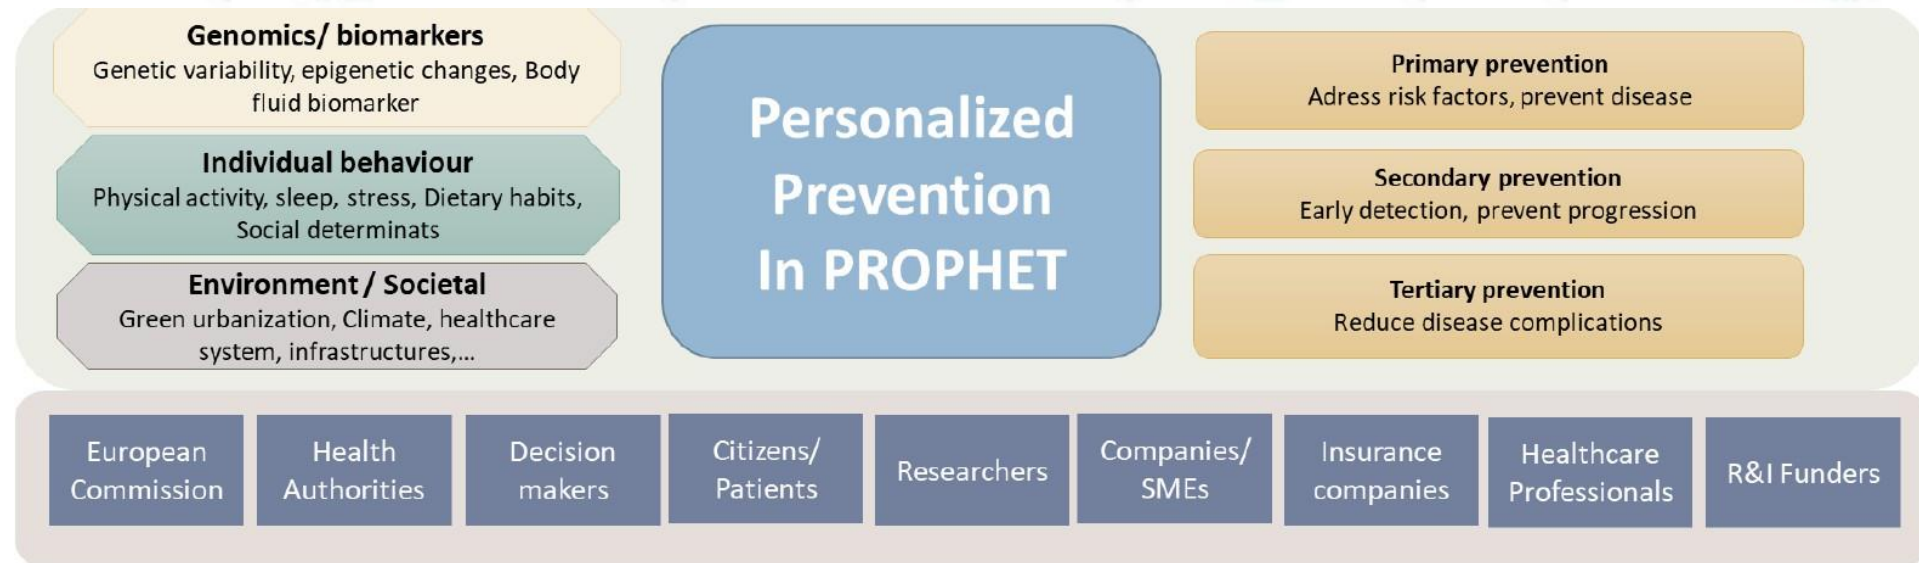 Genomics/ biomarkers
Genetic variability, epigenetic changes, Body
fluid biomarker
Individual behaviour
Physical activity, sleep, stress, Dietary habits,
Social determinats
Environment / Societal
Green urbanization, Climate, healthcare
system, infrastructures,...
Personalized
Prevention
In PROPHET
Primary prevention
Adress risk factors, prevent disease
Secondary prevention
Early detection, prevent progression
Tertiary prevention
Reduce disease complications
European
Commission
Health
Authorities
Decision
makers
Citizens/
Patients
Researchers
Companies/
SMEs
Insurance
companies
Healthcare
Professionals
R&I Funders